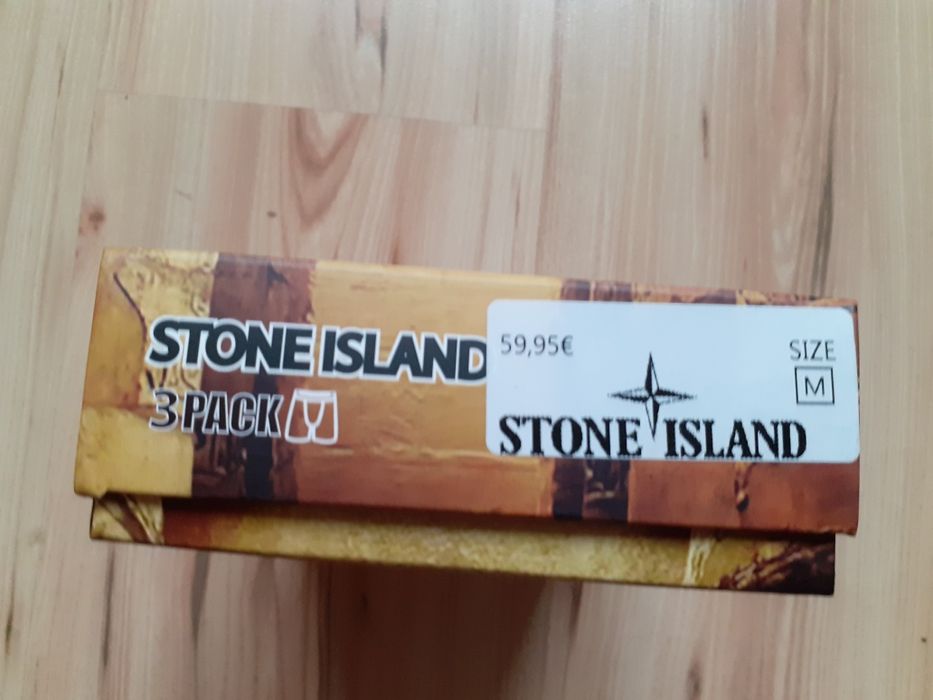 STONE ISLAND
3 PACK
59,95€
SIZE
M
STONE ISLAND